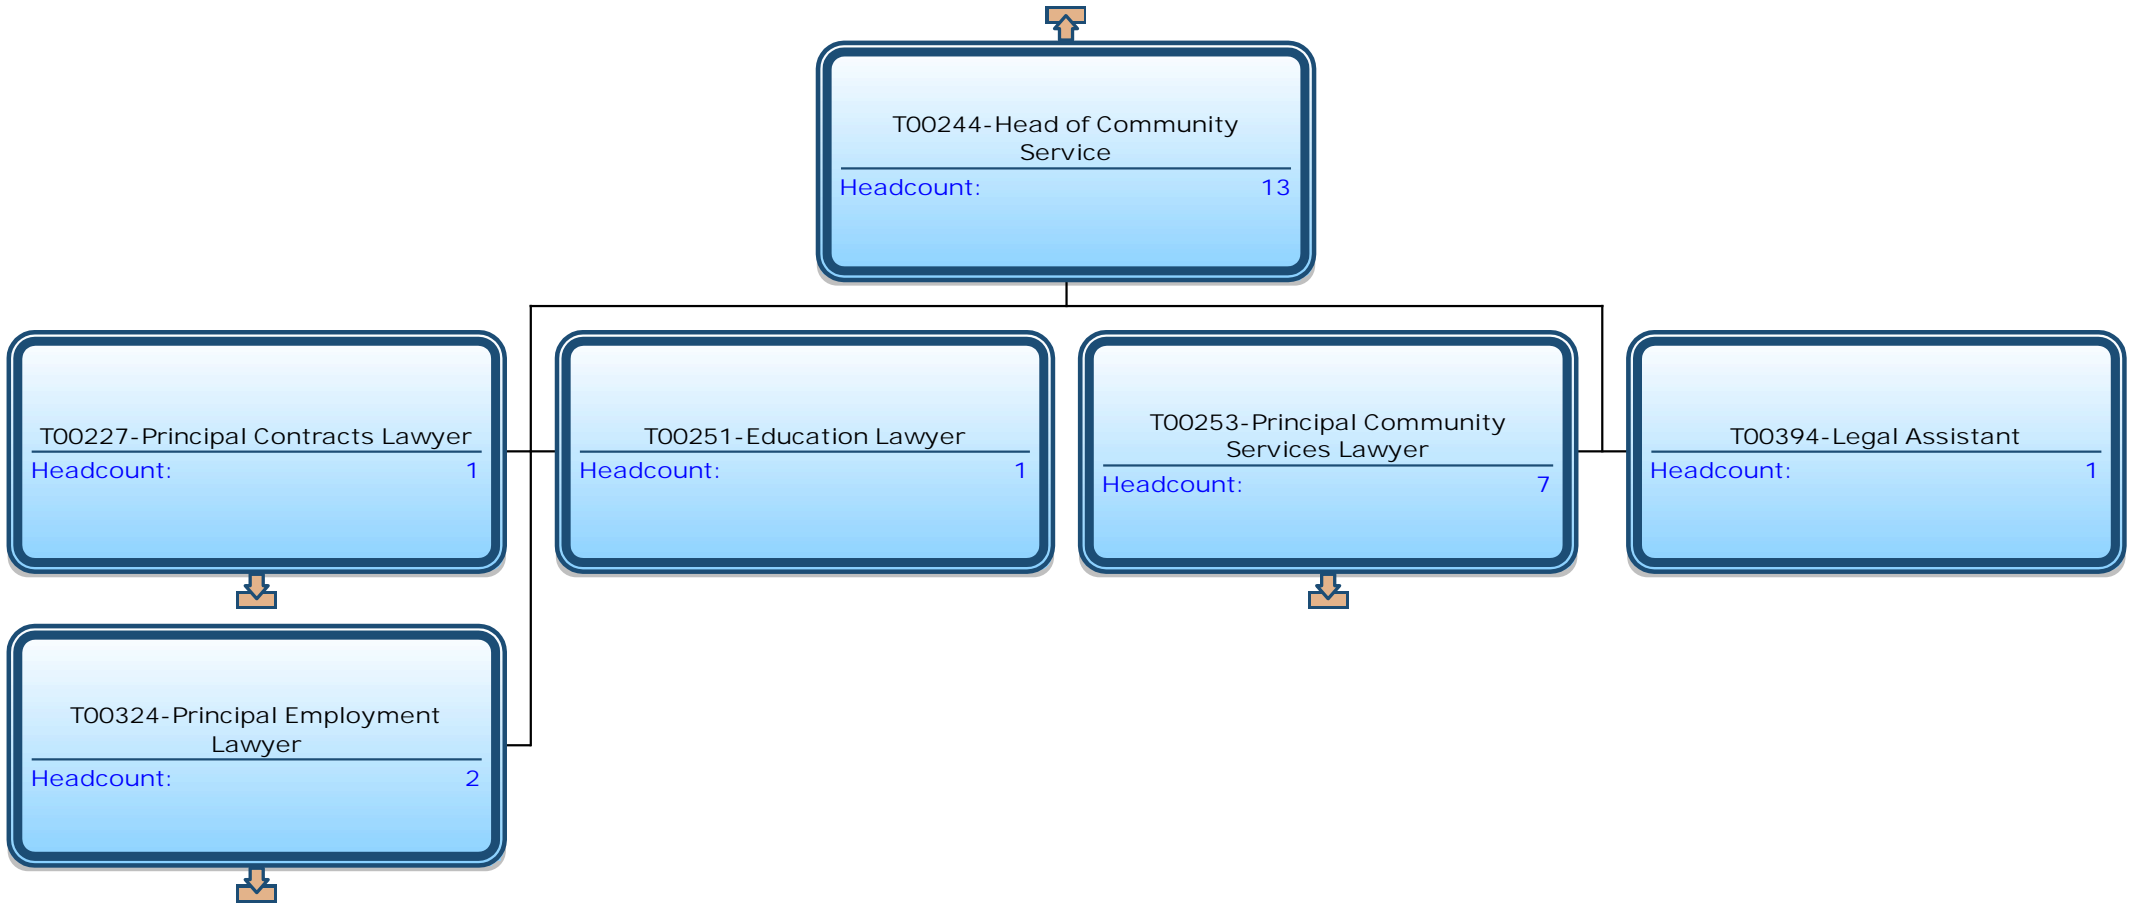 T00244-Head of Community
Service
Headcount: 13
T00227-Principal Contracts Lawyer
Headcount: 1
T00251-Education Lawyer
Headcount: 1
T00253-Principal Community
Services Lawyer
Headcount: 7
T00394-Legal Assistant
Headcount: 1
T00324-Principal Employment
Lawyer
Headcount: 2